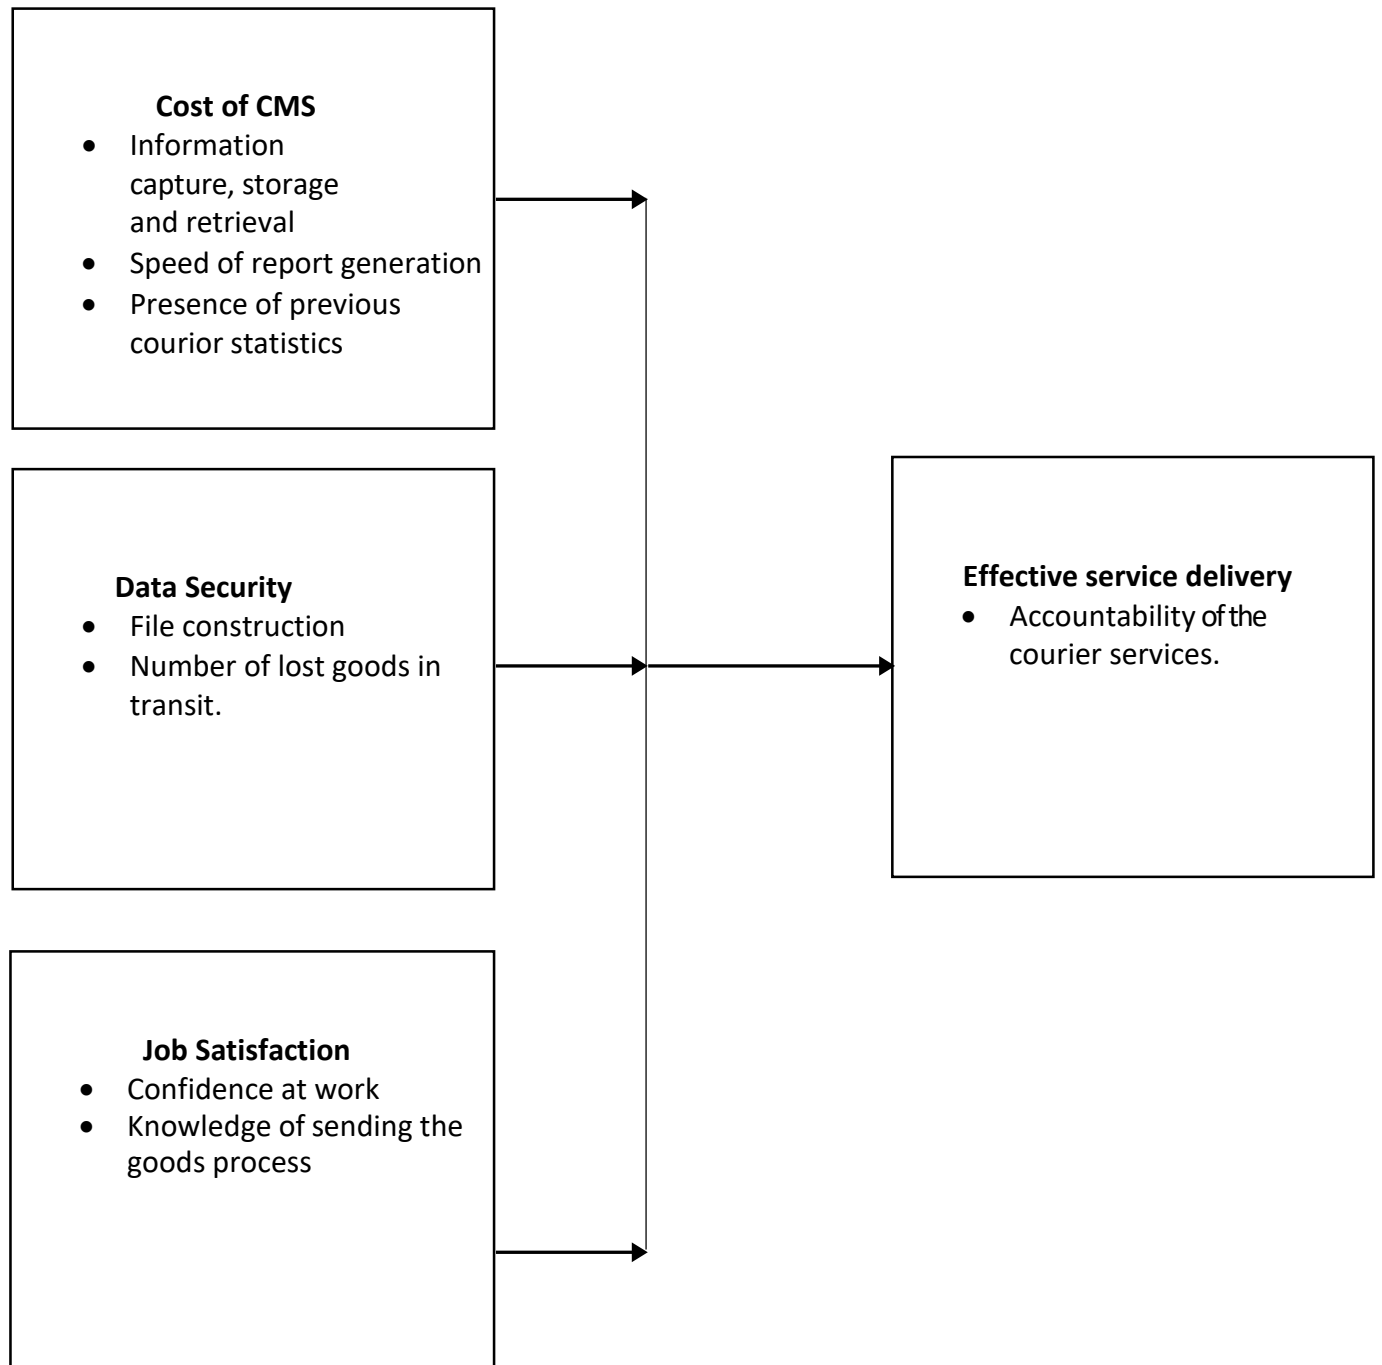 Cost of CMS
• Information
capture, storage
and retrieval
• Speed of report generation
• Presence of previous
courior statistics
Data Security
• File construction
• Number of lost goods in
transit.
Job Satisfaction
• Confidence at work
• Knowledge of sending the
goods process
Effective service delivery
• Accountability of the
courier services.